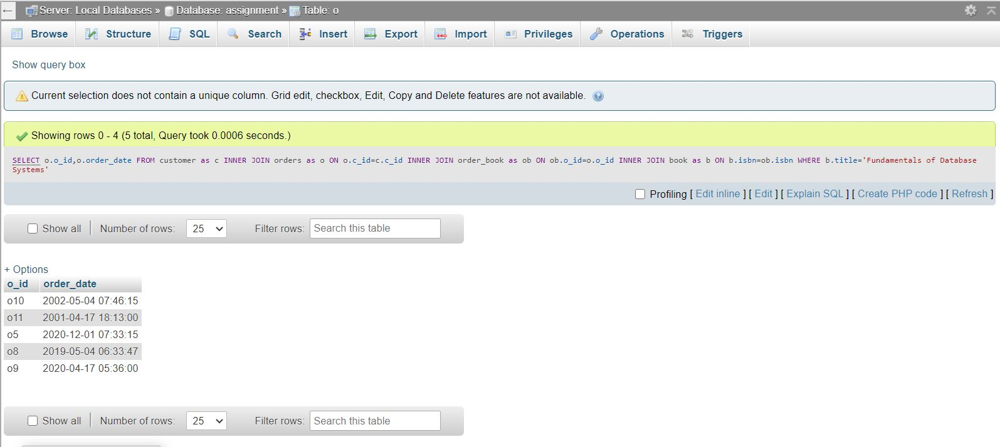 Server: Local Databases » Database: assignment » Table: o
Browse Structure SQL Search Insert Export Import Privileges Operations Triggers
Show query box
Current selection does not contain a unique column. Grid edit, checkbox, Edit, Copy and Delete features are not available.
Showing rows 0 - 4 (5 total, Query took 0.0006 seconds.)
SELECT o.o_id,o.order_date FROM customer as c INNER JOIN orders as o ON o.c_id=c.c_id INNER JOIN order_book as ob ON ob.o_id=o.o_id INNER JOIN book as b ON b.isbn=ob.isbn WHERE b.title='Fundamentals of Database
Systems'
Profiling [ Edit inline ] [ Edit ] [ Explain SQL ] [ Create PHP code ] [ Refresh ]
Show all Number of rows: 25 Filter rows: Search this table
+ Options
o_id order_date
o10 2002-05-04 07:46:15
o11 2001-04-17 18:13:00
o5 2020-12-01 07:33:15
o8 2019-05-04 06:33:47
o9 2020-04-17 05:36:00
Show all Number of rows: 25 Filter rows: Search this table